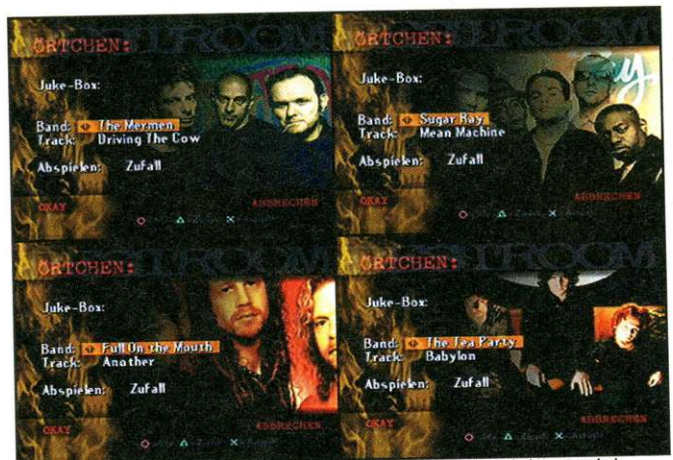 ÖRTCHEN:
Juke-Box:
Band: The Mermen
Track: Driving The Cow
Abspielen: Zufall
OKAY
ABBRECHEN
ÖRTCHEN:
Juke-Box:
Band: Sugar Ray
Track: Mean Machine
Abspielen: Zufall
OKAY
ABBRECHEN
ÖRTCHEN:
Juke-Box:
Band: Full On the Mouth
Track: Another
Abspielen: Zufall
OKAY
ABBRECHEN
ÖRTCHEN:
Juke-Box:
Band: The Tea Party
Track: Babylon
Abspielen: Zufall
OKAY
ABBRECHEN